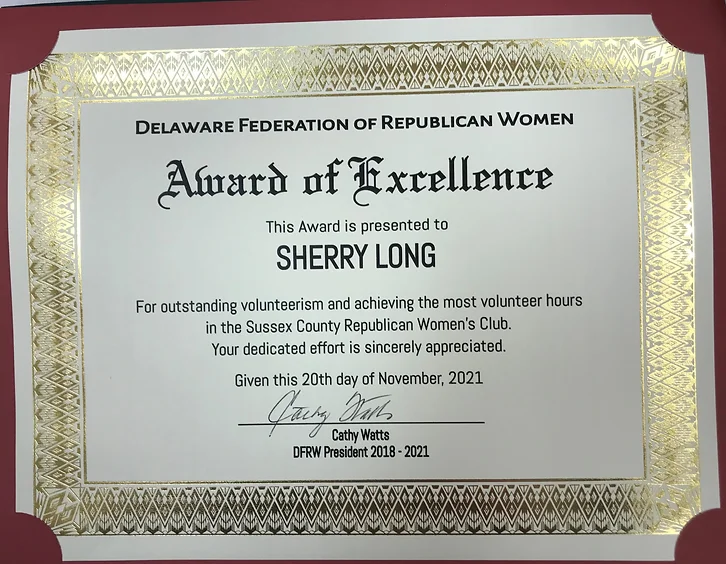 DELAWARE FEDERATION OF REPUBLICAN WOMEN
Award of Excellence
This Award is presented to
SHERRY LONG
For outstanding volunteerism and achieving the most volunteer hours
in the Sussex County Republican Women's Club.
Your dedicated effort is sincerely appreciated.
Given this 20th day of November, 2021
Cathy Watts
Cathy Watts
DFRW President 2018 - 2021